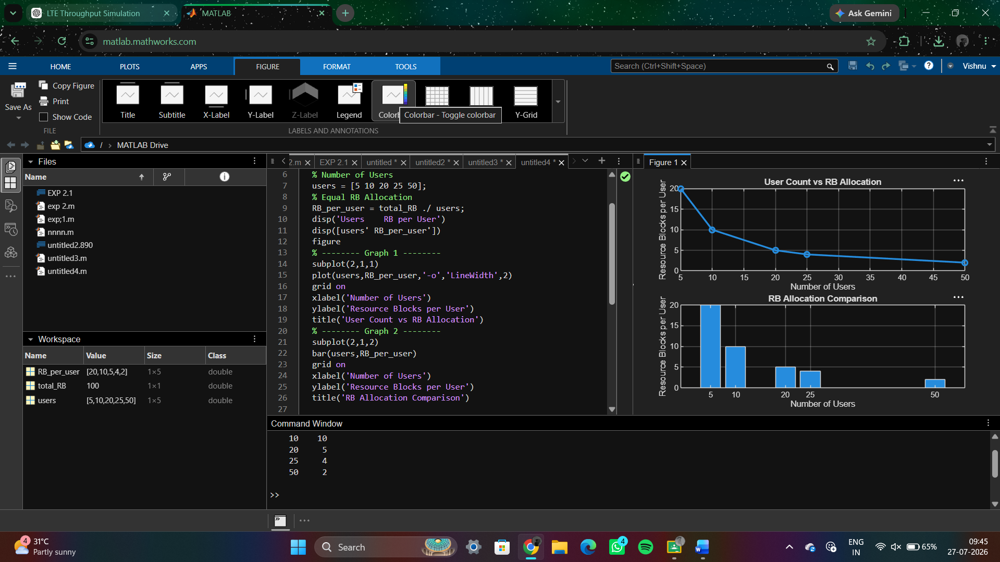 LTE Throughput Simulation
MATLAB
Ask Gemini
matlab.mathworks.com
HOME PLOTS APPS FIGURE FORMAT TOOLS
Search (Ctrl+Shift+Space)
Vishnu
Save As
Copy Figure
Print
Show Code
FILE
Title Subtitle X-Label Y-Label Z-Label Legend Colorb Y-Grid
Colorbar - Toggle colorbar
LABELS AND ANNOTATIONS
/ > MATLAB Drive
Files
Name
EXP 2.1
exp 2.m
exp;1.m
nnnn.m
untitled2.890
untitled3.m
untitled4.m
Workspace
Name Value Size Class
RB_per_user [20,10,5,4,2] 1×5 double
total_RB 100 1×1 double
users [5,10,20,25,50] 1×5 double
2.m EXP 2.1 untitled * untitled2 * untitled3 * untitled4 *
6 % Number of Users
7 users = [5 10 20 25 50];
8 % Equal RB Allocation
9 RB_per_user = total_RB ./ users;
10 disp('Users    RB per User')
11 disp([users' RB_per_user'])
12 figure
13 % -------- Graph 1 --------
14 subplot(2,1,1)
15 plot(users,RB_per_user,'-o','LineWidth',2)
16 grid on
17 xlabel('Number of Users')
18 ylabel('Resource Blocks per User')
19 title('User Count vs RB Allocation')
20 % -------- Graph 2 --------
21 subplot(2,1,2)
22 bar(users,RB_per_user)
23 grid on
24 xlabel('Number of Users')
25 ylabel('Resource Blocks per User')
26 title('RB Allocation Comparison')
27
Figure 1
User Count vs RB Allocation
Resource Blocks per User
20
15
10
5
0
5 10 15 20 25 30 35 40 45 50
Number of Users
RB Allocation Comparison
Resource Blocks per User
20
15
10
5
0
5 10 20 25 50
Number of Users
Command Window
10 10
20 5
25 4
50 2
>>
4
31°C
Partly sunny
Search
4
ENG
IN
65%
09:45
27-07-2026